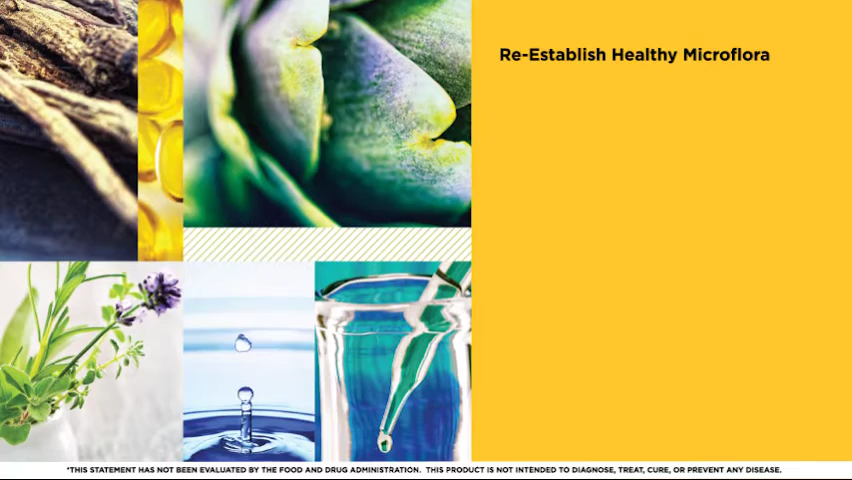 Re-Establish Healthy Microflora
*THIS STATEMENT HAS NOT BEEN EVALUATED BY THE FOOD AND DRUG ADMINISTRATION. THIS PRODUCT IS NOT INTENDED TO DIAGNOSE, TREAT, CURE, OR PREVENT ANY DISEASE.